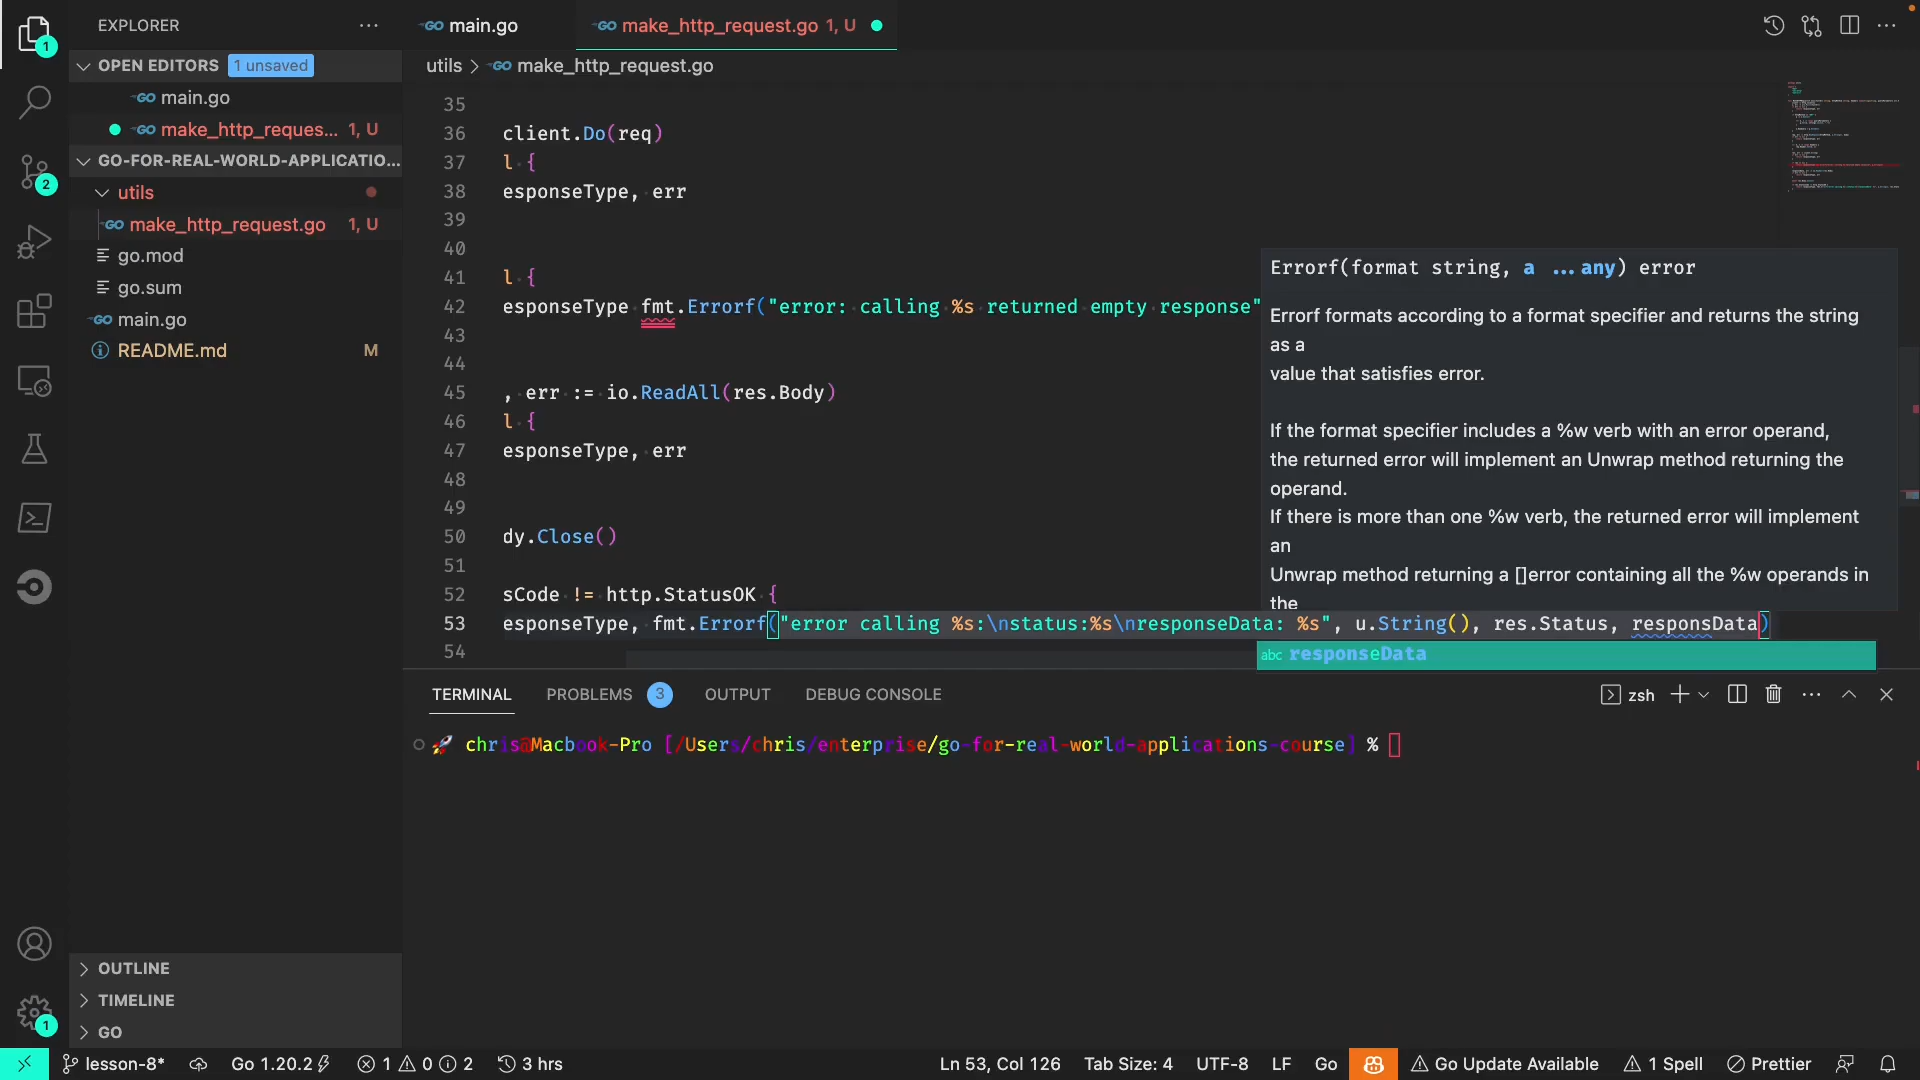 EXPLORER
main.go
make_http_request.go 1, U
OPEN EDITORS 1 unsaved
utils > make_http_request.go
main.go
make_http_reques... 1, U
GO-FOR-REAL-WORLD-APPLICATIO...
utils
make_http_request.go 1, U
go.mod
go.sum
main.go
README.md M
35
36 client.Do(req)
37 l {
38 esponseType, err
39
40
41 l {
42 esponseType fmt.Errorf("error: calling %s returned empty response"
43
44
45 , err := io.ReadAll(res.Body)
46 l {
47 esponseType, err
48
49
50 dy.Close()
51
52 sCode != http.StatusOK {
53 esponseType, fmt.Errorf("error calling %s:\nstatus:%s\nresponseData: %s", u.String(), res.Status, responsData)
54
Errorf(format string, a ...any) error
Errorf formats according to a format specifier and returns the string
as a
value that satisfies error.
If the format specifier includes a %w verb with an error operand,
the returned error will implement an Unwrap method returning the
operand.
If there is more than one %w verb, the returned error will implement
an
Unwrap method returning a []error containing all the %w operands in
the
abc responseData
TERMINAL PROBLEMS 3 OUTPUT DEBUG CONSOLE
zsh
chris@Macbook-Pro [/Users/chris/enterprise/go-for-real-world-applications-course] %
OUTLINE
TIMELINE
GO
1
2
1
lesson-8* Go 1.20.2 1 0 2 3 hrs
Ln 53, Col 126 Tab Size: 4 UTF-8 LF Go Go Update Available 1 Spell Prettier